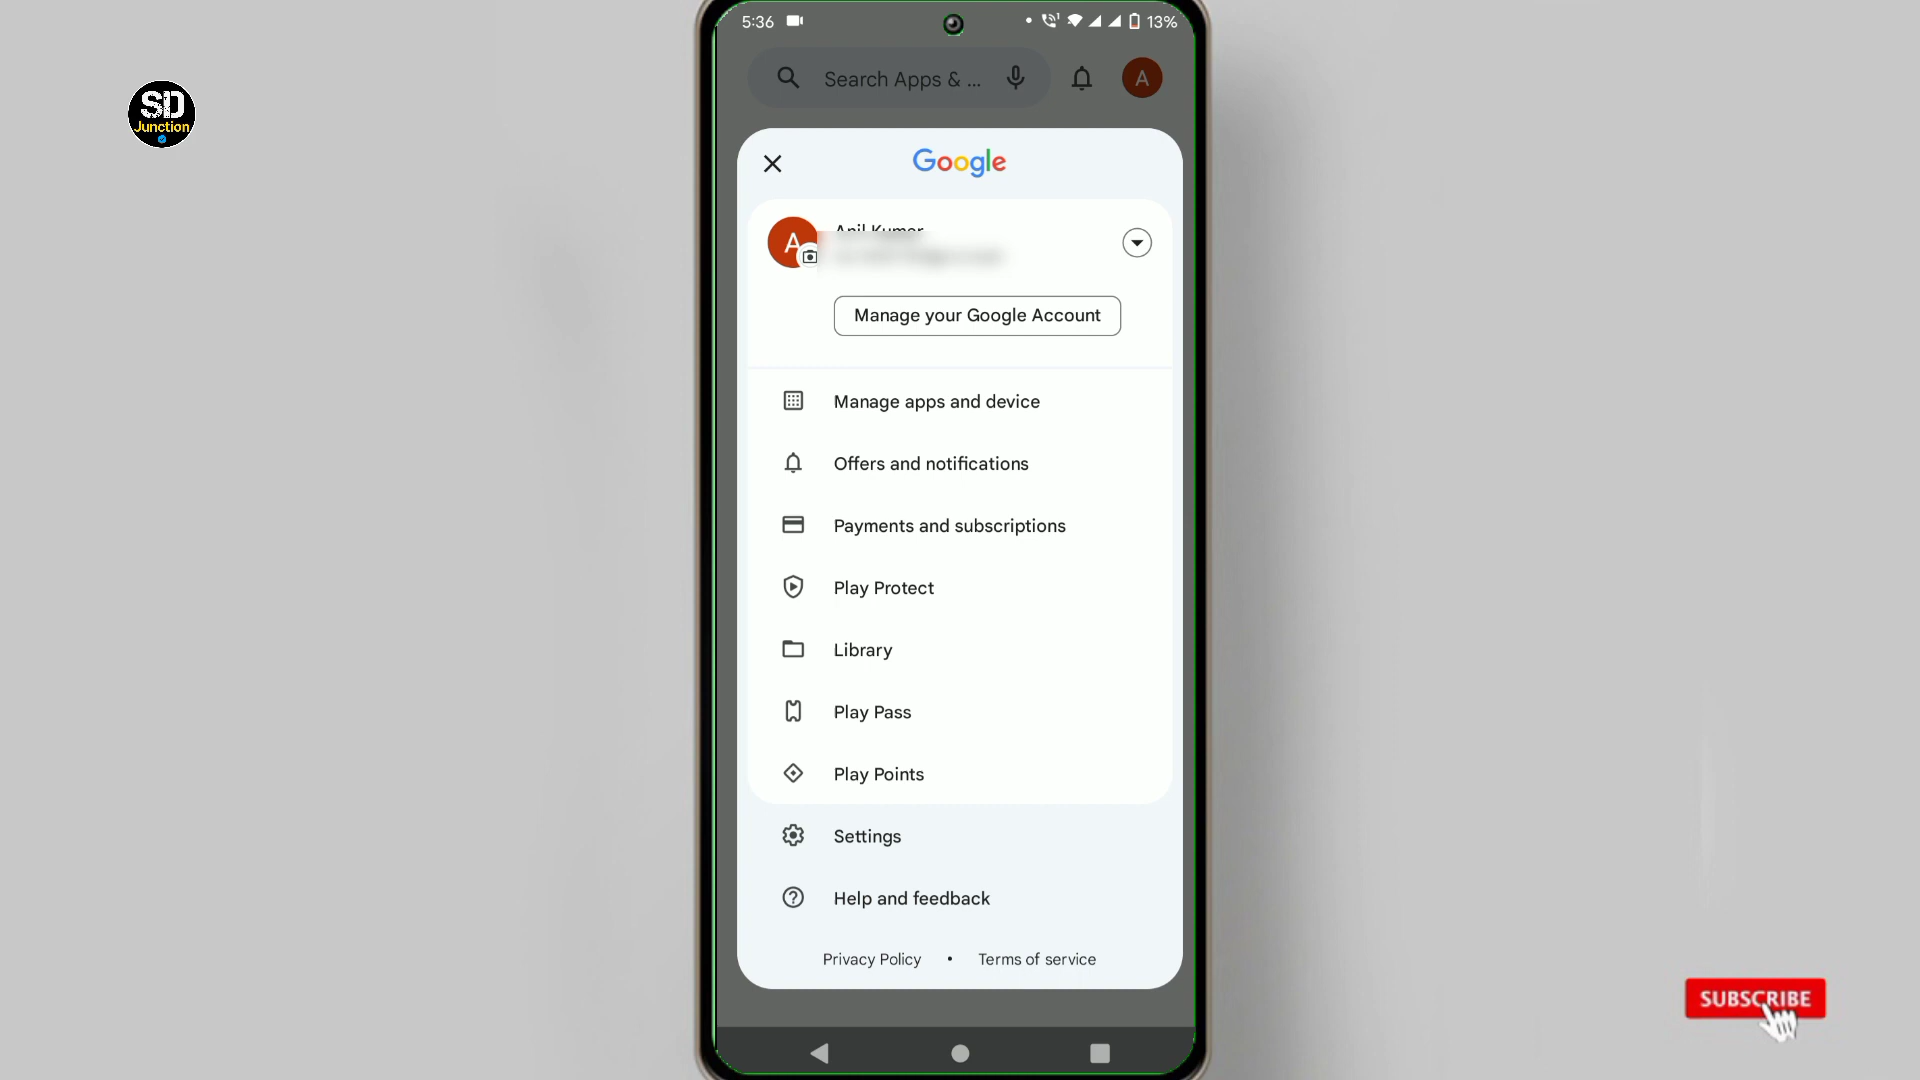 5:36
13%
Search Apps & ...
A
SD
Junction
Google
A
Anil Kumar
Manage your Google Account
Manage apps and device
Offers and notifications
Payments and subscriptions
Play Protect
Library
Play Pass
Play Points
Settings
Help and feedback
Privacy Policy • Terms of service
SUBSCRIBE